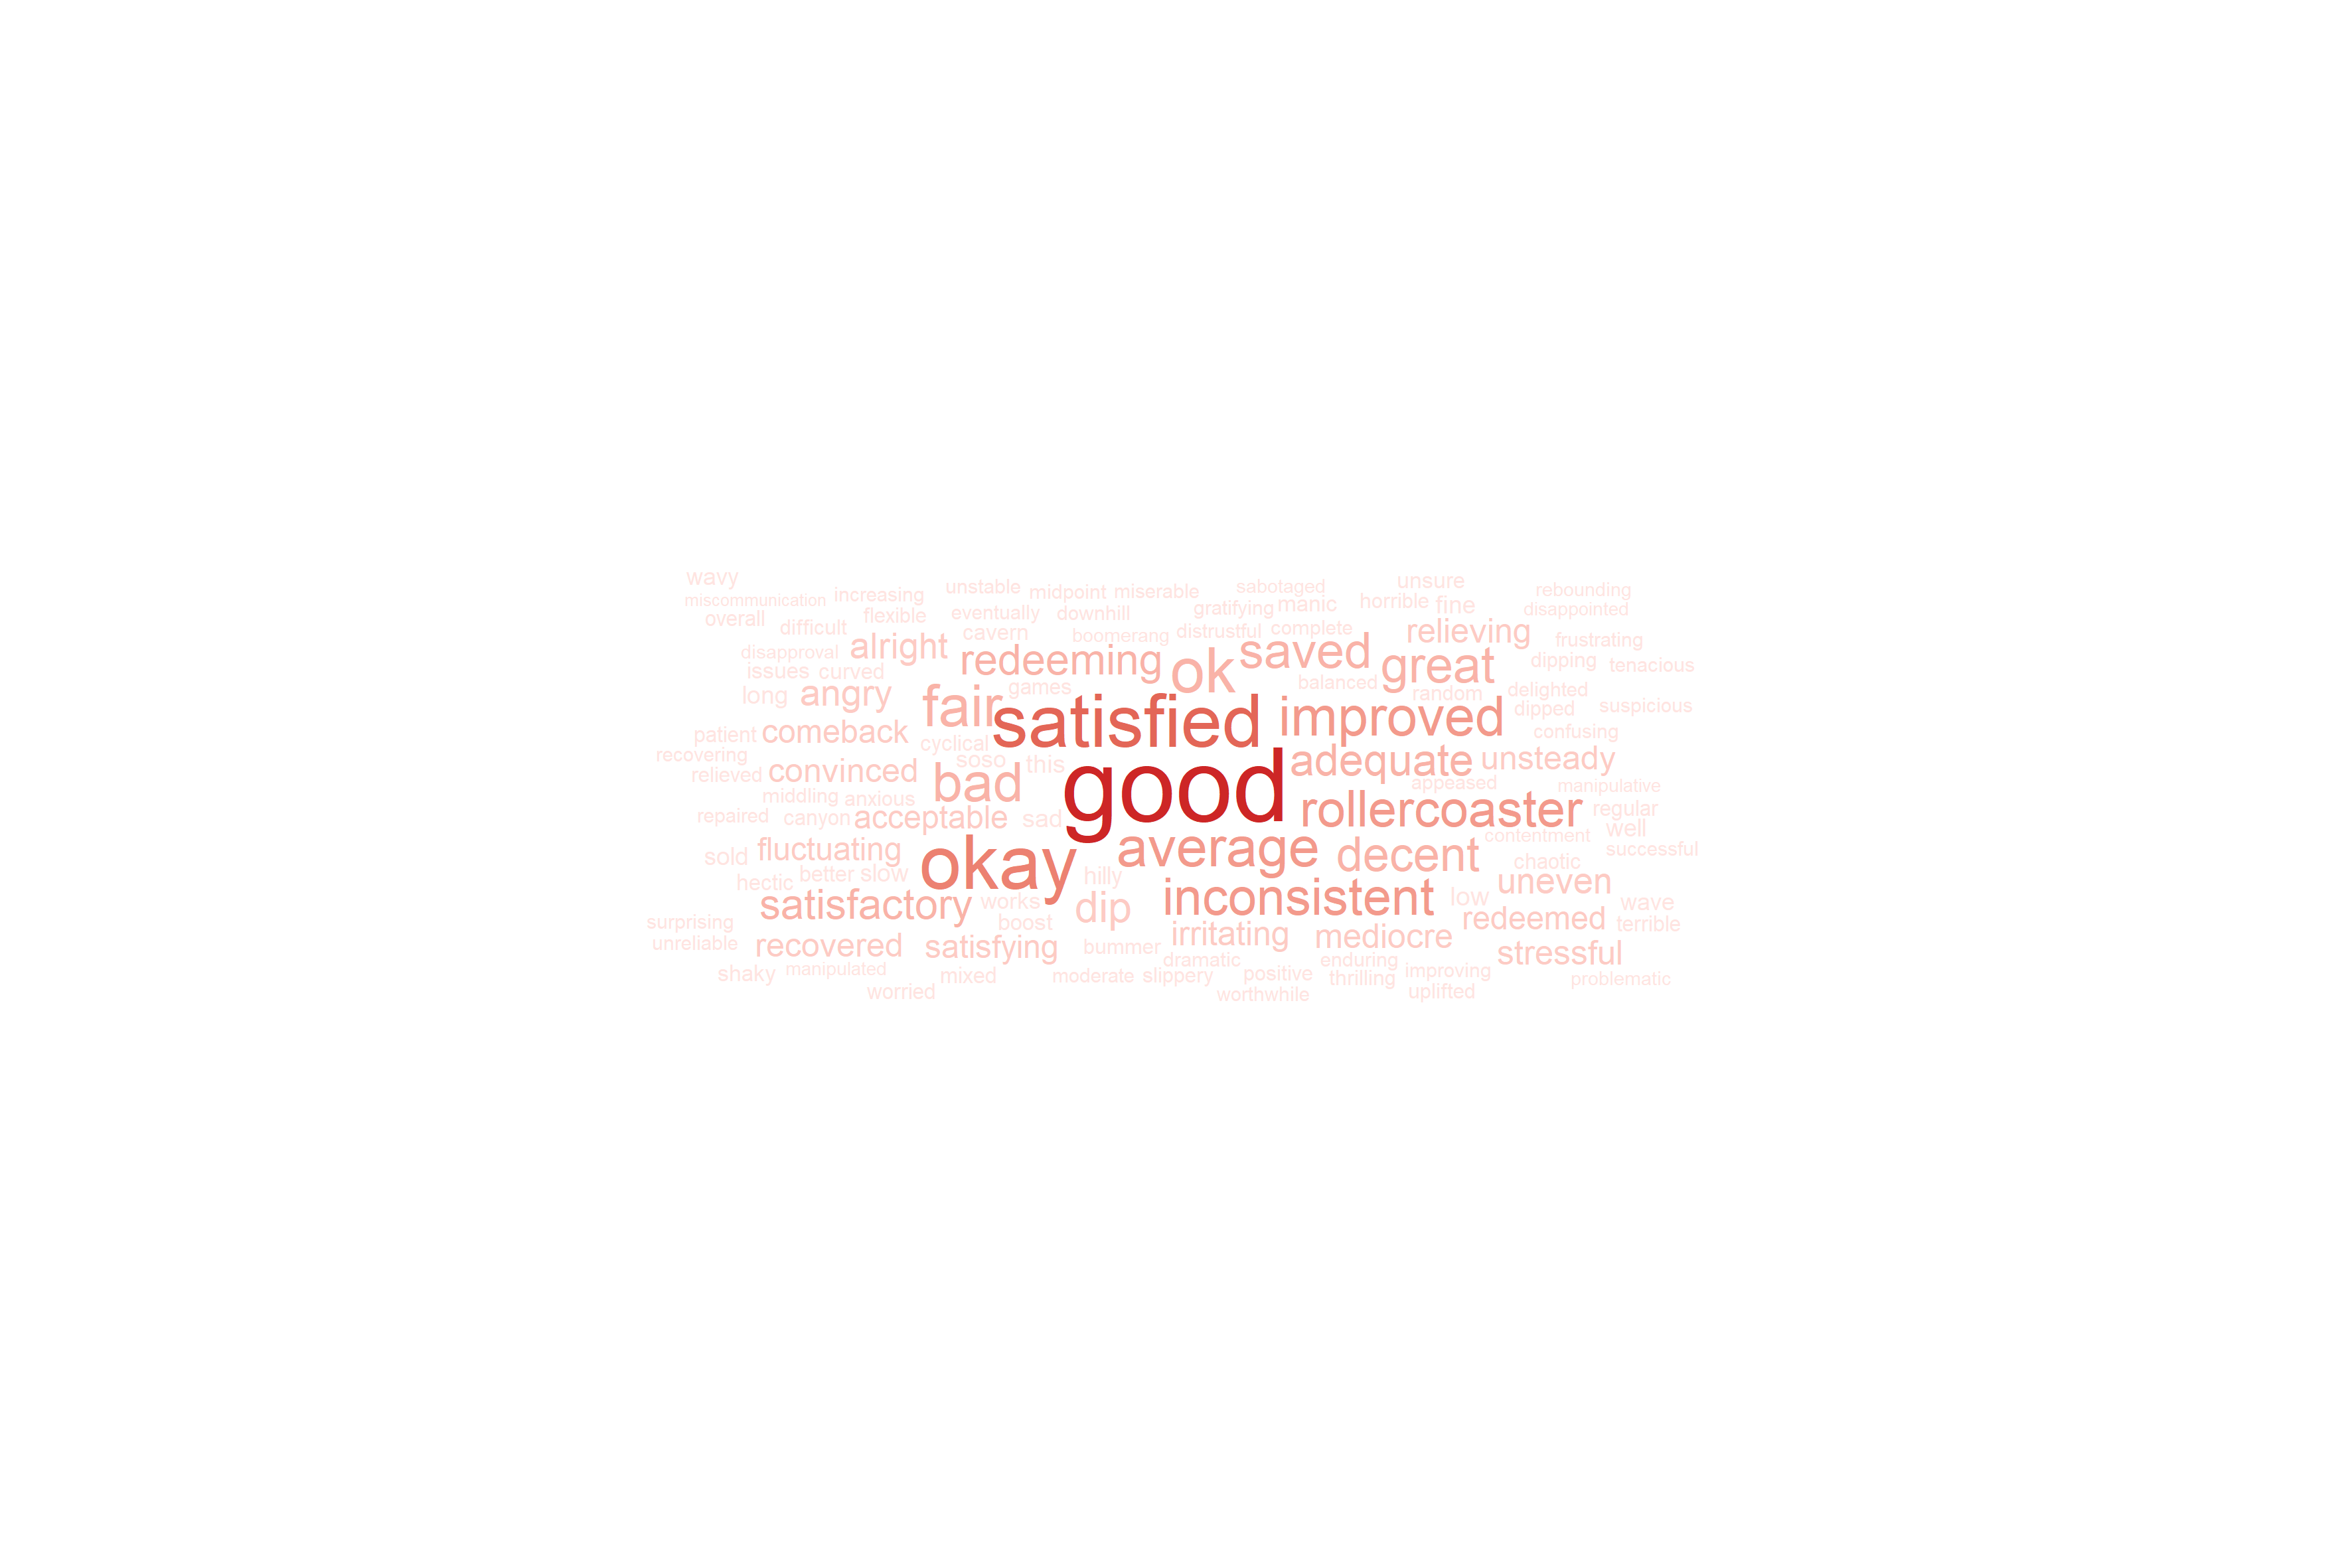 wavy
miscommunication increasing unstable midpoint miserable sabotaged unsure rebounding
overall flexible eventually downhill gratifying manic horrible fine disappointed
difficult cavern boomerang distrustful complete relieving frustrating
disapproval alright redeeming ok saved great dipping tenacious
issues curved balanced
long angry fair games satisfied improved random delighted
dipped suspicious
patient comeback cyclical confusing
recovering soso this adequate unsteady
relieved convinced bad good appeased manipulative
middling anxious rollercoaster regular
repaired canyon acceptable sad contentment well
sold fluctuating okay average decent chaotic successful
hectic better slow hilly inconsistent low uneven
satisfactory works dip wave
surprising boost redeemed terrible
unreliable recovered satisfying bummer irritating mediocre stressful
shaky manipulated mixed moderate slippery dramatic positive enduring thrilling improving problematic
worried worthwhile uplifted